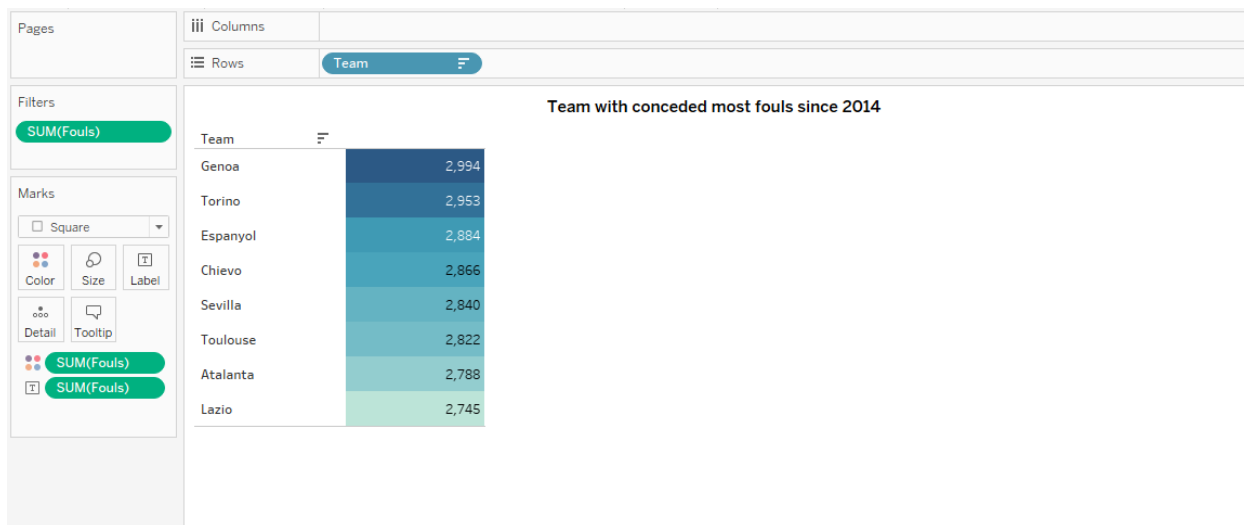 Pages
Columns
Rows
Team
Filters
SUM(Fouls)
Marks
Square
Color
Size
T
Label
Detail
Tooltip
SUM(Fouls)
T
SUM(Fouls)
Team with conceded most fouls since 2014
Team
Genoa 2,994
Torino 2,953
Espanyol 2,884
Chievo 2,866
Sevilla 2,840
Toulouse 2,822
Atalanta 2,788
Lazio 2,745